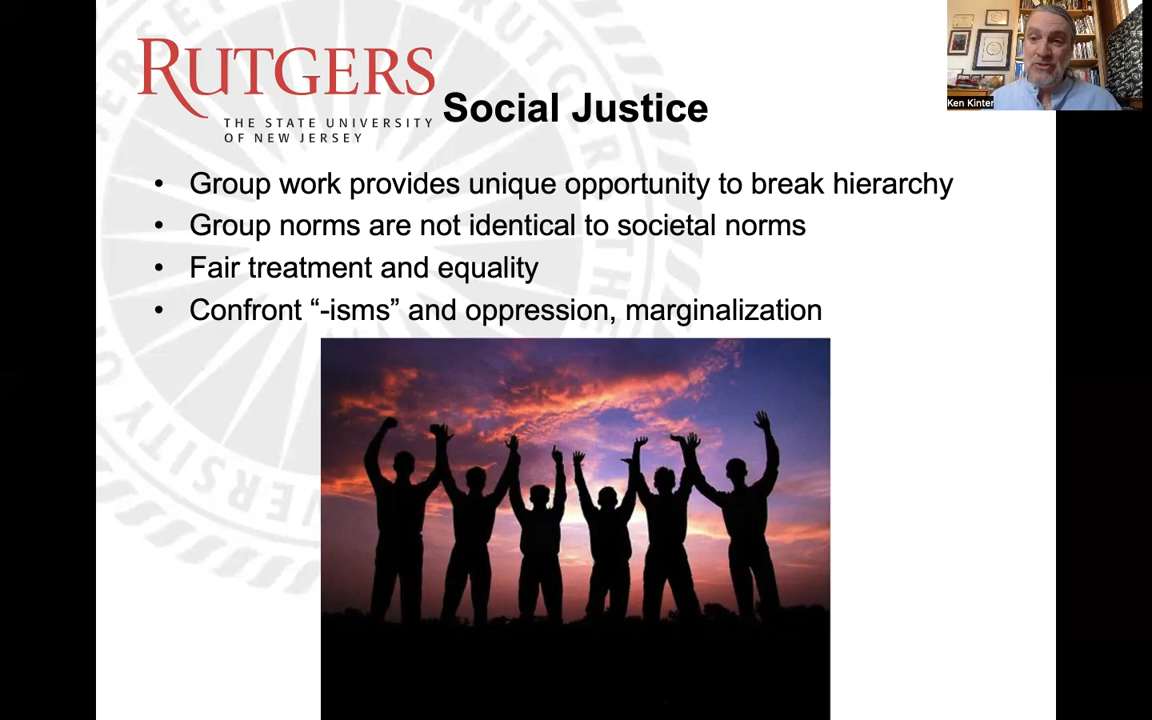 RUTGERS
THE STATE UNIVERSITY
OF NEW JERSEY
Social Justice
Ken Kinter
• Group work provides unique opportunity to break hierarchy
• Group norms are not identical to societal norms
• Fair treatment and equality
• Confront “-isms” and oppression, marginalization